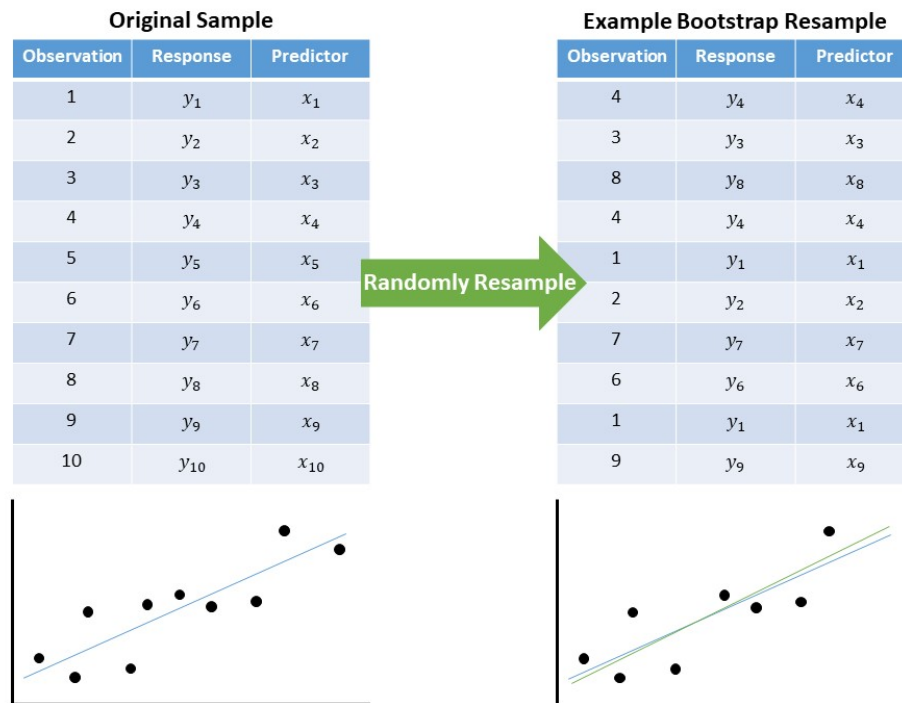 Original Sample
Observation Response Predictor
1 y₁ x₁
2 y₂ x₂
3 y₃ x₃
4 y₄ x₄
5 y₅ x₅
6 y₆ x₆
7 y₇ x₇
8 y₈ x₈
9 y₉ x₉
10 y₁₀ x₁₀
Randomly Resample
Example Bootstrap Resample
Observation Response Predictor
4 y₄ x₄
3 y₃ x₃
8 y₈ x₈
4 y₄ x₄
1 y₁ x₁
2 y₂ x₂
7 y₇ x₇
6 y₆ x₆
1 y₁ x₁
9 y₉ x₉